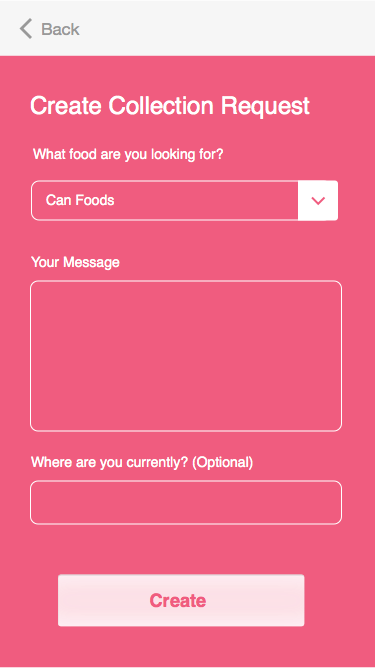 Back
Create Collection Request
What food are you looking for?
Can Foods
Your Message
Where are you currently? (Optional)
Create